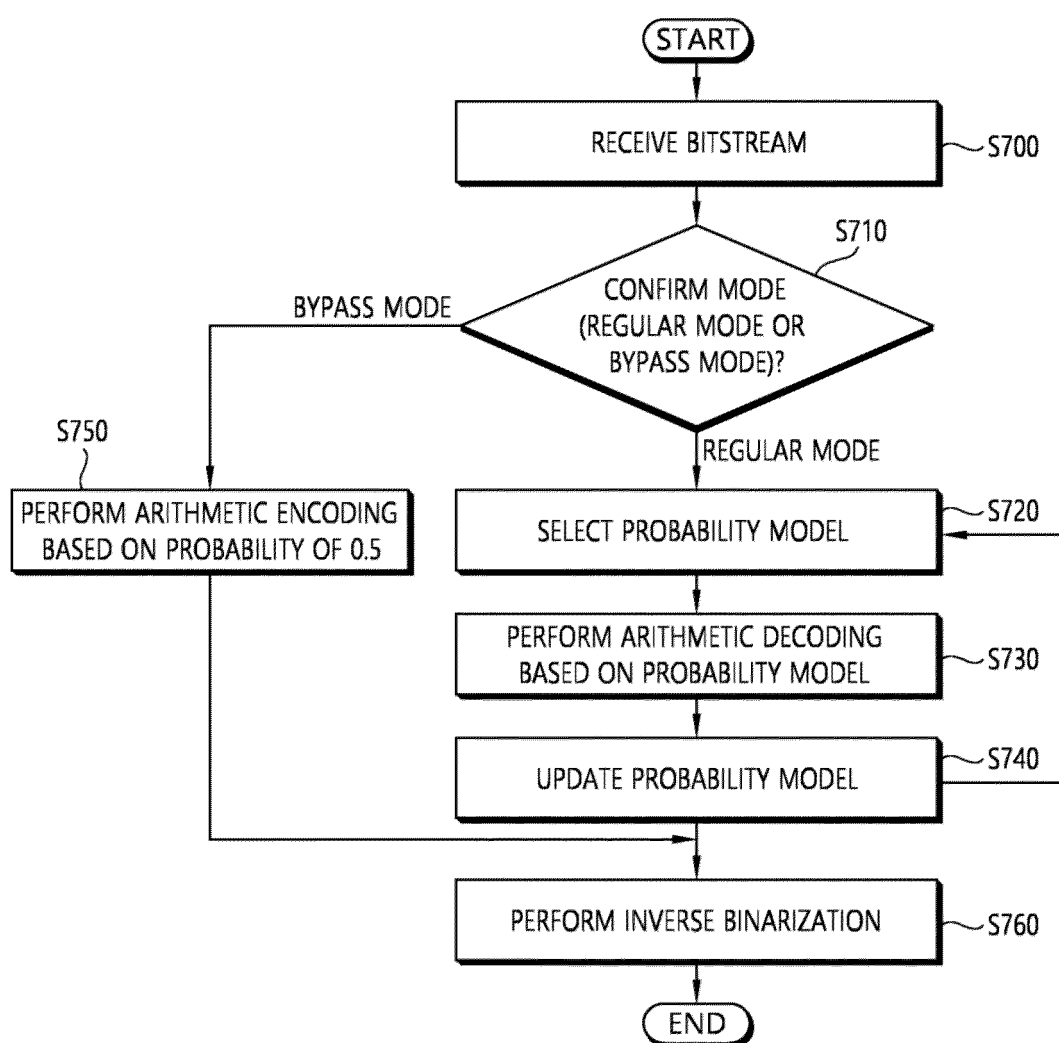 START
RECEIVE BITSTREAM
S700
S710
CONFIRM MODE
(REGULAR MODE OR
BYPASS MODE)?
BYPASS MODE
REGULAR MODE
S750
PERFORM ARITHMETIC ENCODING
BASED ON PROBABILITY OF 0.5
SELECT PROBABILITY MODEL
S720
PERFORM ARITHMETIC DECODING
BASED ON PROBABILITY MODEL
S730
UPDATE PROBABILITY MODEL
S740
PERFORM INVERSE BINARIZATION
S760
END